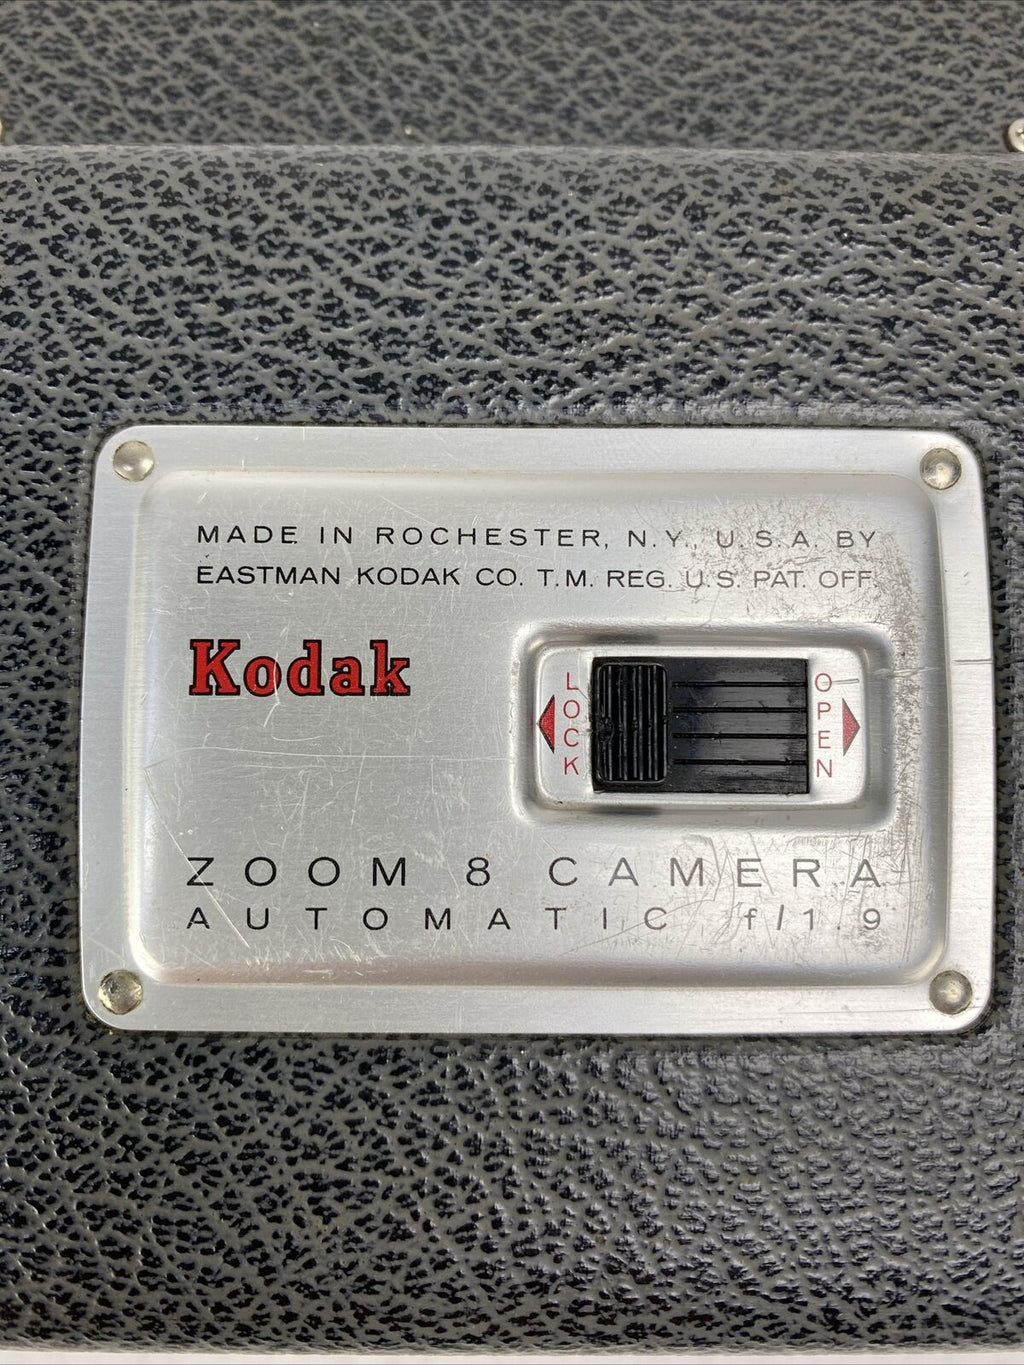 MADE IN ROCHESTER, N.Y., U.S.A. BY
EASTMAN KODAK CO. T.M. REG. U.S. PAT. OFF.
Kodak
LOCK
OPEN
ZOOM 8 CAMERA
AUTOMATIC f/1.9